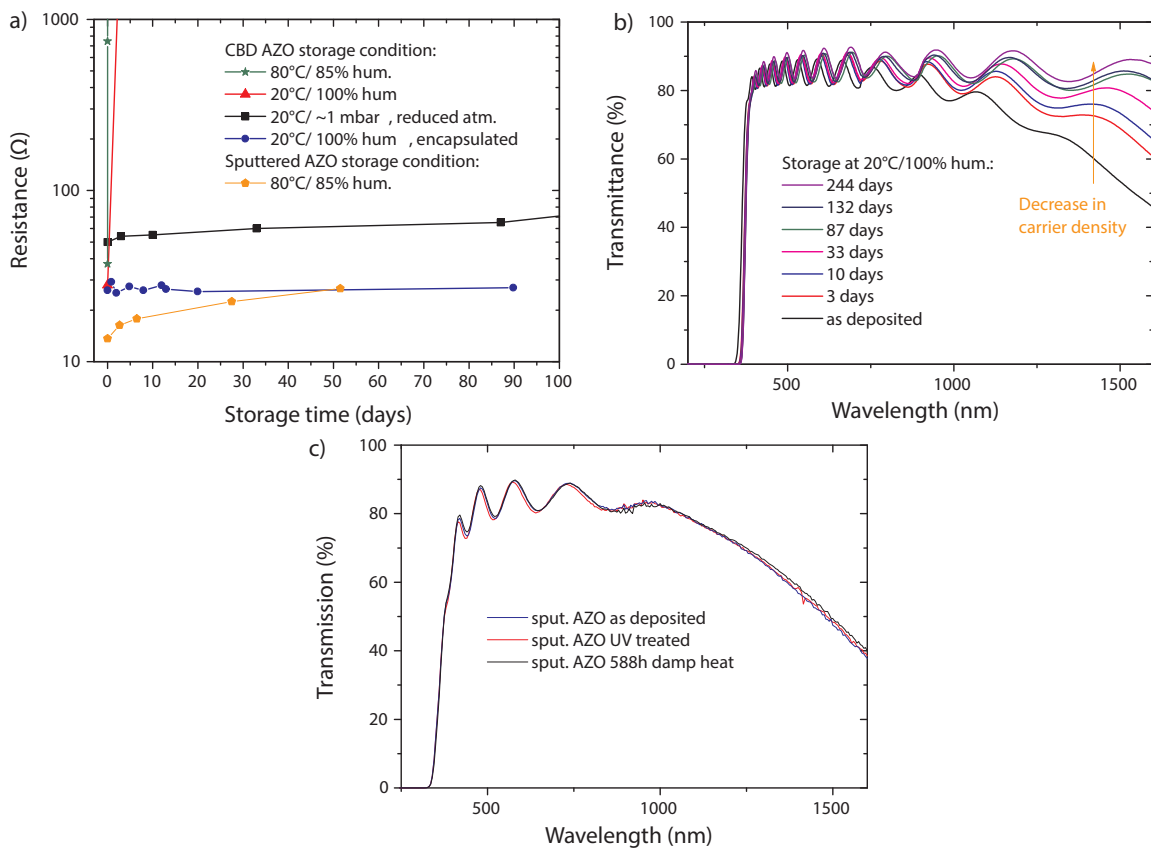 a)
1000
100
10
Resistance (Ω)
CBD AZO storage condition:
80°C/ 85% hum.
20°C/ 100% hum
20°C/ ~1 mbar , reduced atm.
20°C/ 100% hum , encapsulated
Sputtered AZO storage condition:
80°C/ 85% hum.
0 10 20 30 40 50 60 70 80 90 100
Storage time (days)
b)
100
80
60
40
20
0
Transmittance (%)
Storage at 20°C/100% hum.:
244 days
132 days
87 days
33 days
10 days
3 days
as deposited
Decrease in
carrier density
500 1000 1500
Wavelength (nm)
c)
100
80
60
40
20
0
Transmission (%)
sput. AZO as deposited
sput. AZO UV treated
sput. AZO 588h damp heat
500 1000 1500
Wavelength (nm)